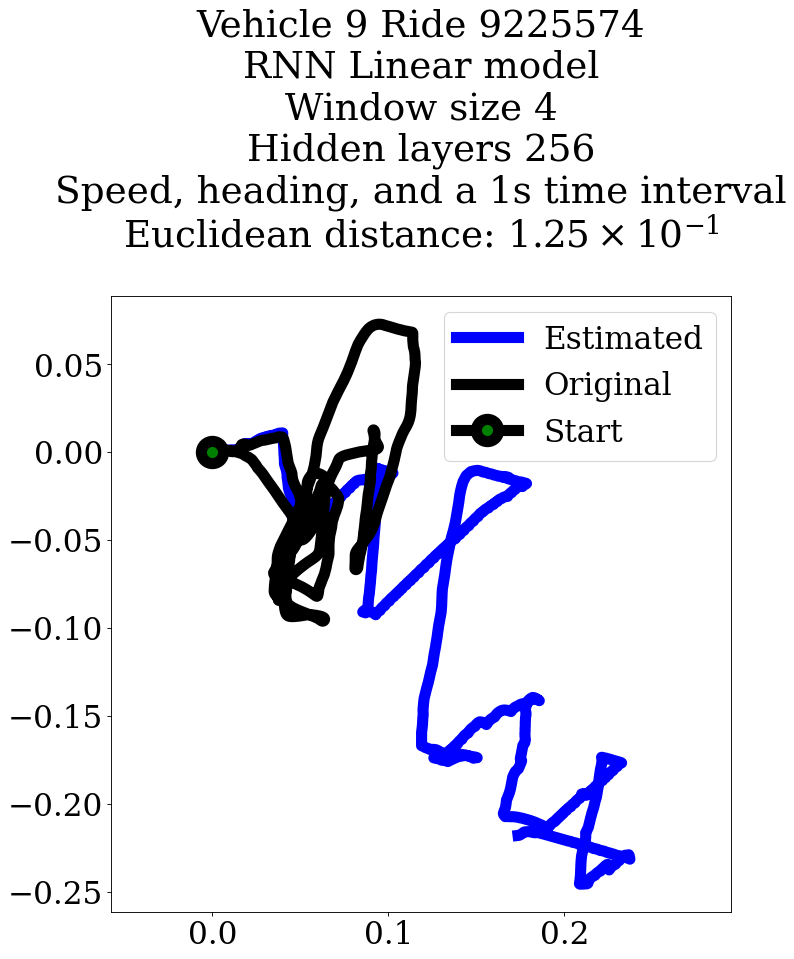 Vehicle 9 Ride 9225574
RNN Linear model
Window size 4
Hidden layers 256
Speed, heading, and a 1s time interval
Euclidean distance: 1.25 × 10⁻¹
Estimated
Original
Start
0.05
0.00
−0.05
−0.10
−0.15
−0.20
−0.25
0.0 0.1 0.2